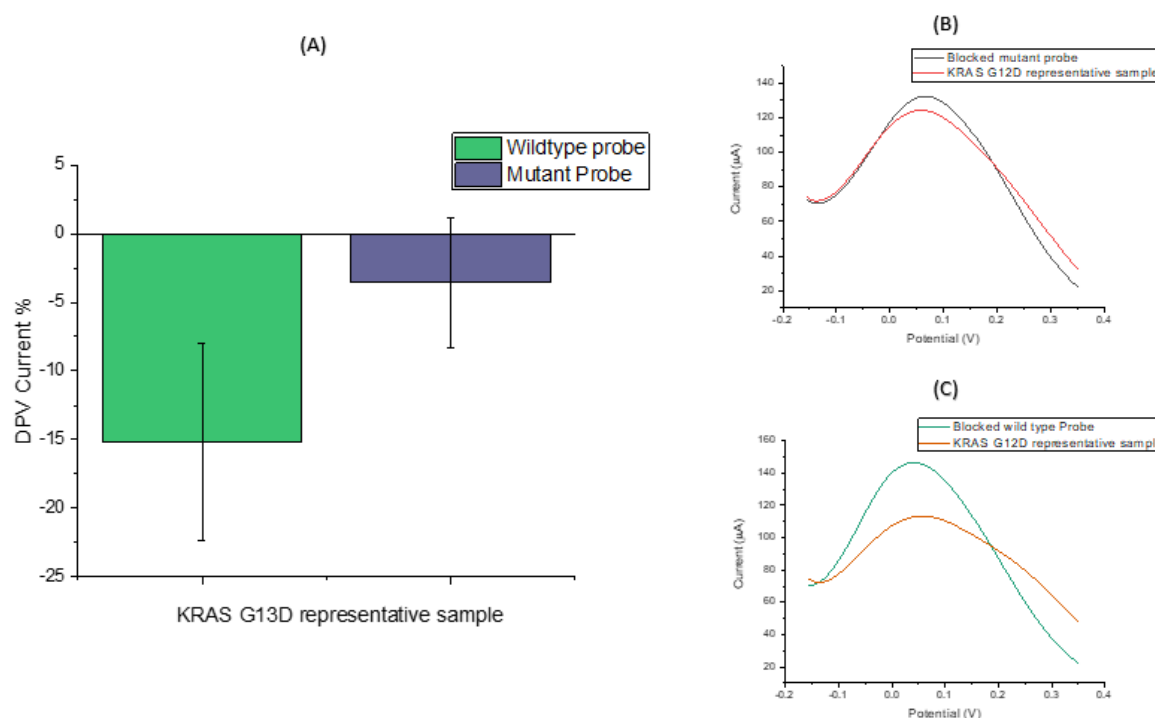 (A)
Wildtype probe
Mutant Probe
5
0
-5
-10
-15
-20
-25
DPV Current %
KRAS G13D representative sample
(B)
Blocked mutant probe
KRAS G12D representative sample
140
120
100
80
60
40
20
Current (µA)
-0.2
-0.1
0.0
0.1
0.2
0.3
0.4
Potential (V)
(C)
Blocked wild type Probe
KRAS G12D representative sample
160
140
120
100
80
60
40
20
Current (µA)
-0.2
-0.1
0.0
0.1
0.2
0.3
0.4
Potential (V)